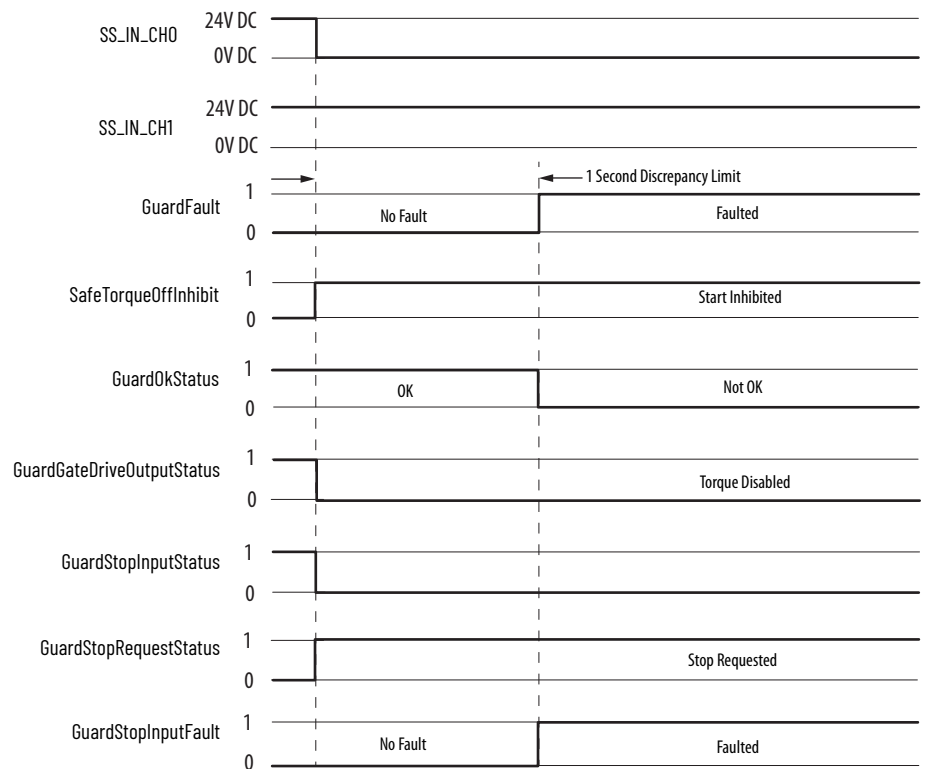 SS_IN_CH0
24V DC
0V DC
SS_IN_CH1
24V DC
0V DC
1 Second Discrepancy Limit
GuardFault
1
0
No Fault
Faulted
SafeTorqueOffInhibit
1
0
Start Inhibited
GuardOkStatus
1
0
OK
Not OK
GuardGateDriveOutputStatus
1
0
Torque Disabled
GuardStopInputStatus
1
0
GuardStopRequestStatus
1
0
Stop Requested
GuardStopInputFault
1
0
No Fault
Faulted